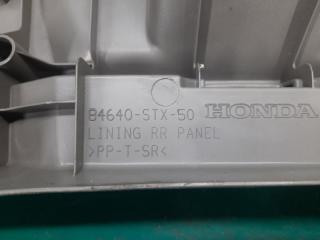 84640-STX-50 HONDA
LINING RR PANEL
>PP-T-SR<